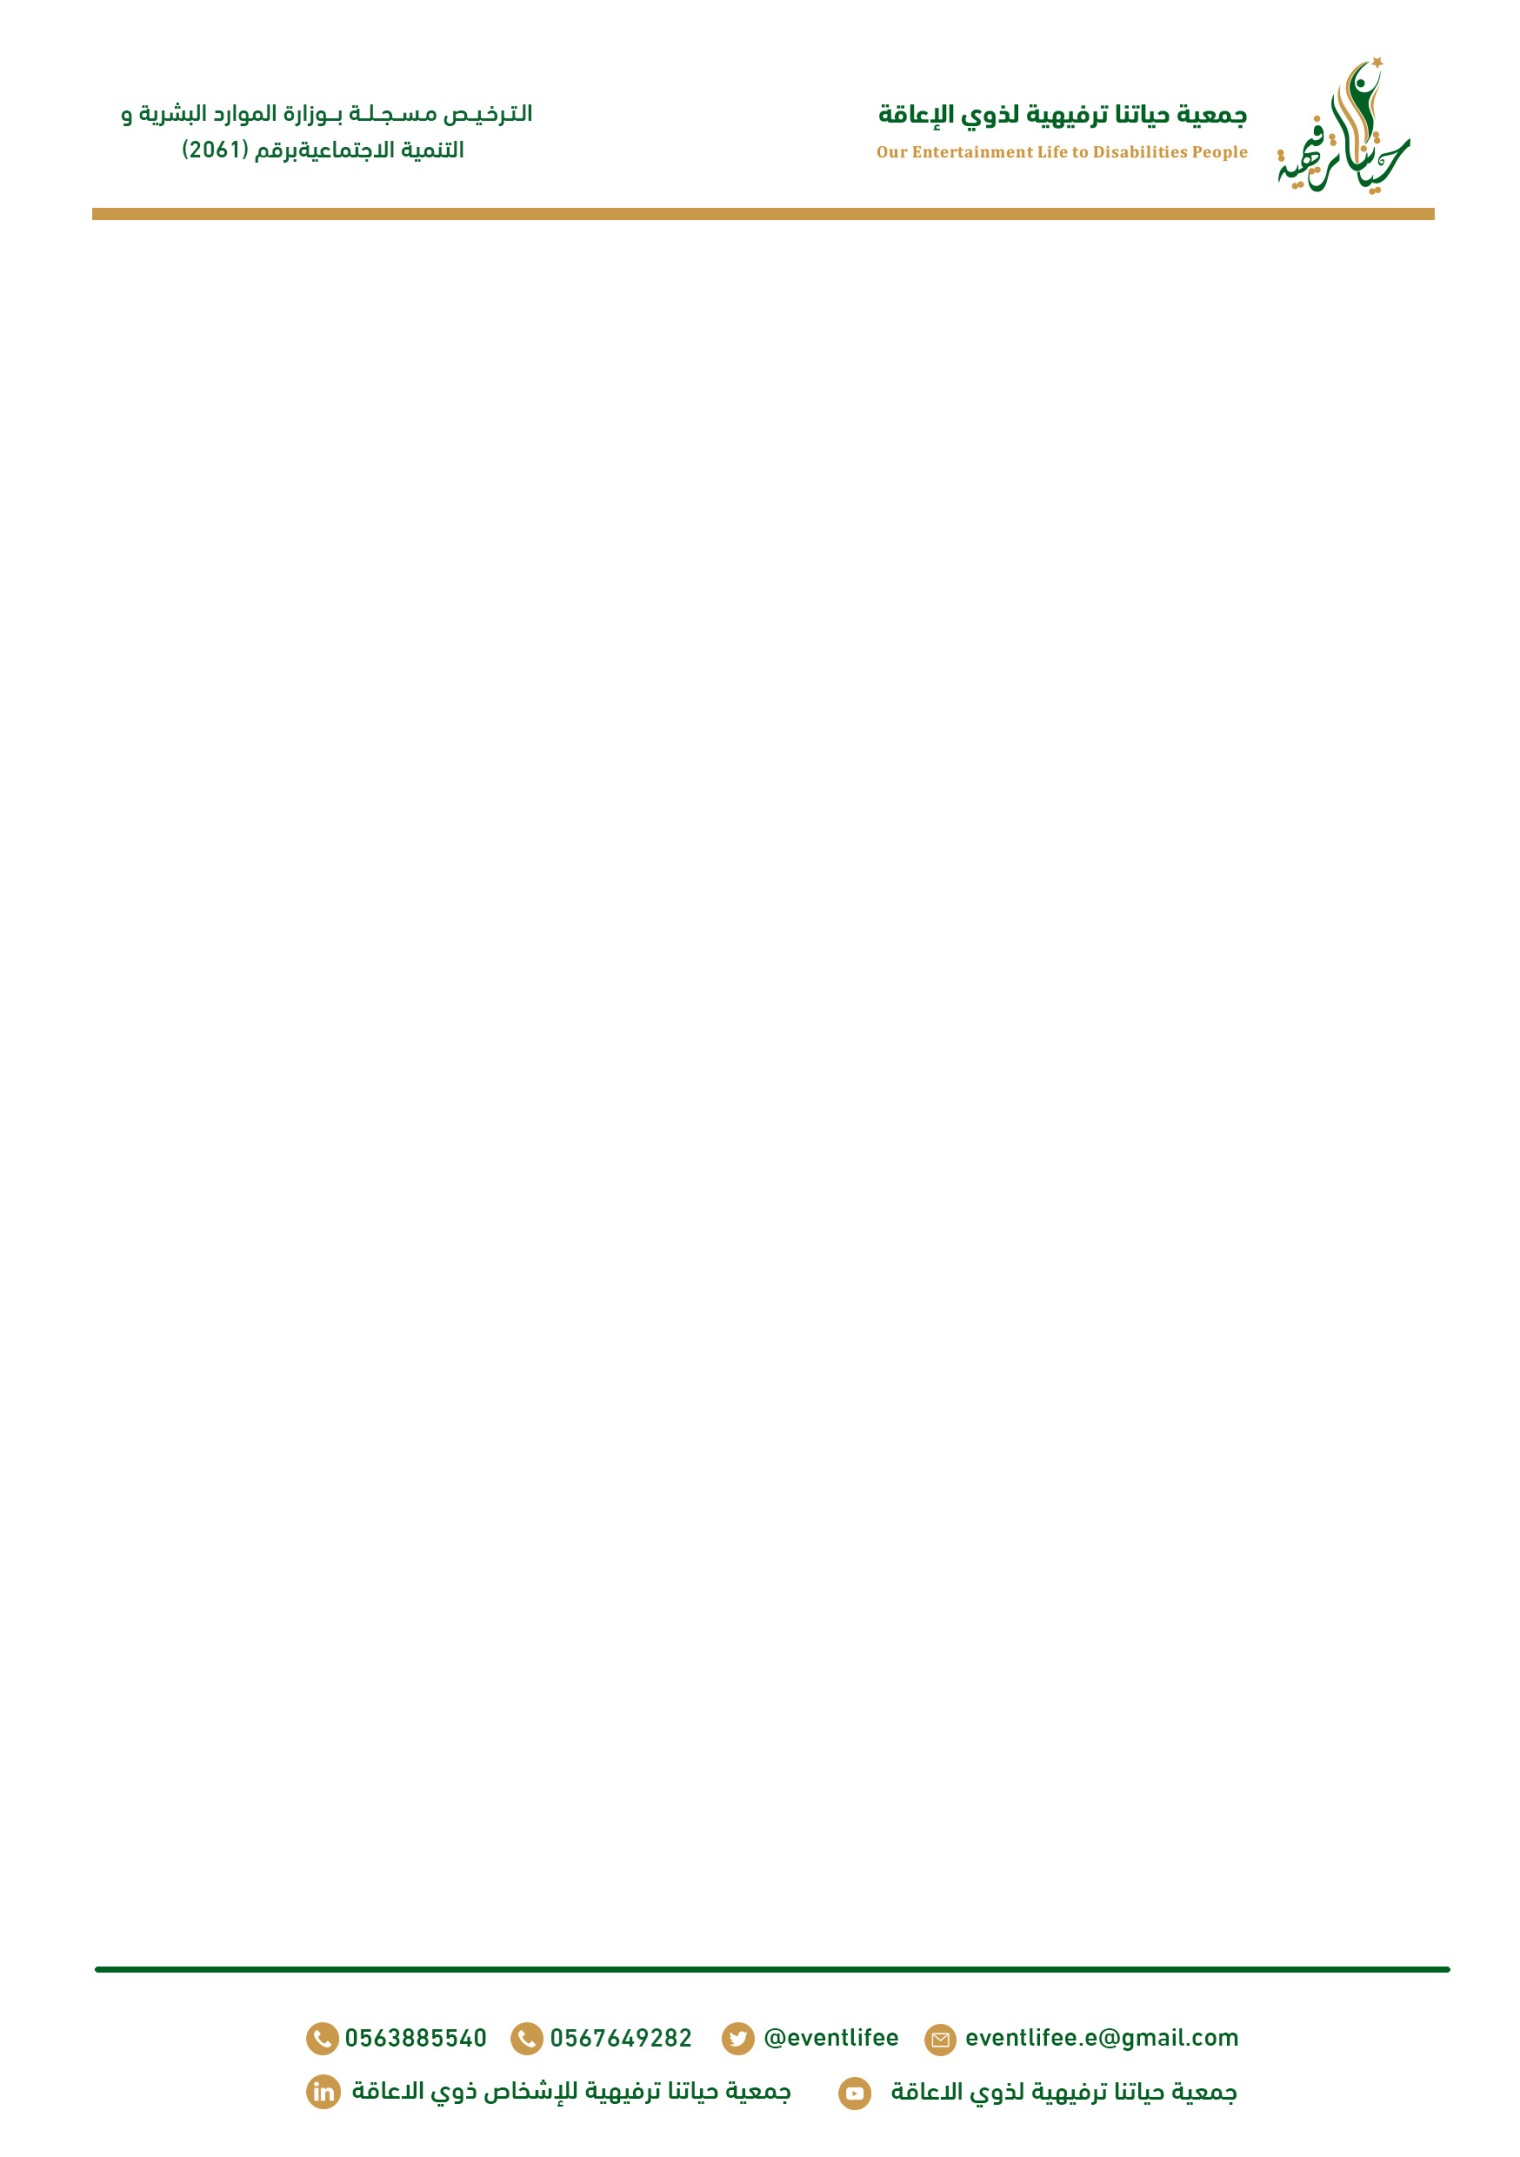 حياتنا ترفيهية
جمعية حياتنا ترفيهية لذوي الإعاقة
Our Entertainment Life to Disabilities People
الترخيص مسجلة بوزارة الموارد البشرية و
التنمية الاجتماعيةبرقم (2061)
0563885540 0567649282 @eventlifee eventlifee.e@gmail.com
جمعية حياتنا ترفيهية لذوي الاعاقة
جمعية حياتنا ترفيهية للإشخاص ذوي الاعاقة